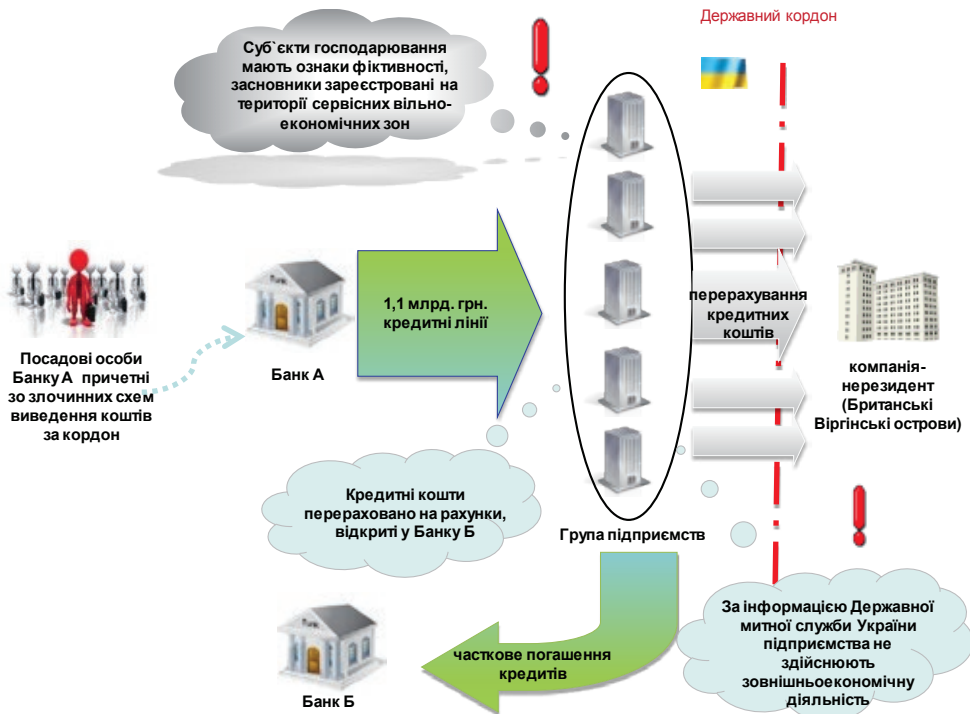 Державний кордон
Суб`єкти господарювання
мають ознаки фіктивності,
засновники зареєстровані на
території сервісних вільно-
економічних зон
1,1 млрд. грн.
кредитні лінії
перерахування
кредитних
коштів
Посадові особи
Банку А причетні
зо злочинних схем
виведення коштів
за кордон
Банк А
компанія-
нерезидент
(Британські
Віргінські острови)
Кредитні кошти
перераховано на рахунки,
відкриті у Банку Б
Група підприємств
За інформацією Державної
митної служби України
підприємства не
здійснюють
зовнішньоекономічну
діяльність
часткове погашення
кредитів
Банк Б